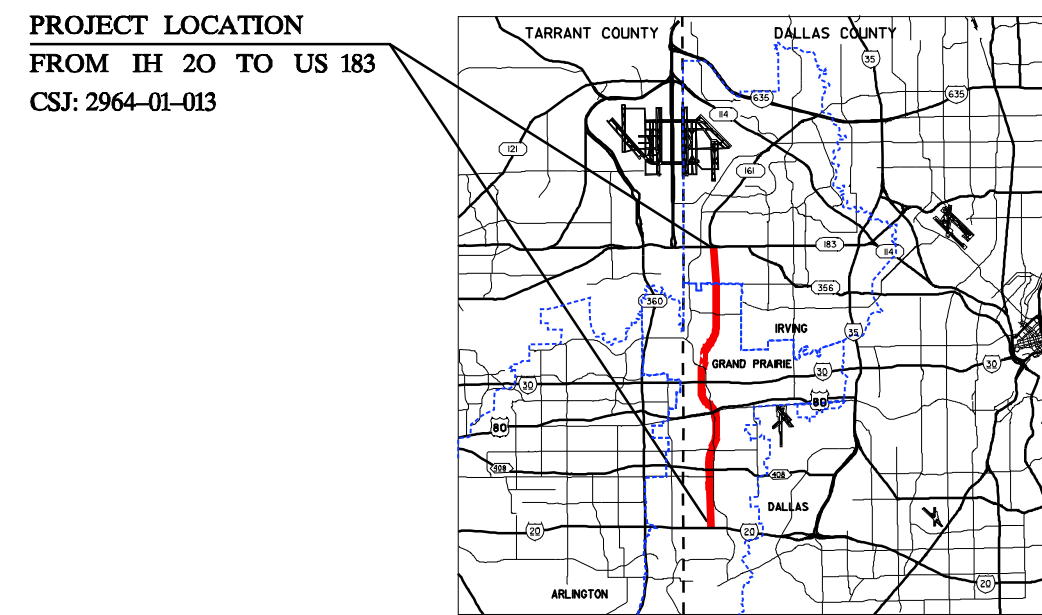 PROJECT LOCATION
FROM IH 20 TO US 183
CSJ: 2964-01-013
TARRANT COUNTY
DALLAS COUNTY
35
635
635
114
121
161
183
114
360
356
IRVING
35
GRAND PRAIRIE
30
30
30
80
80
408
408
DALLAS
20
20
20
ARLINGTON